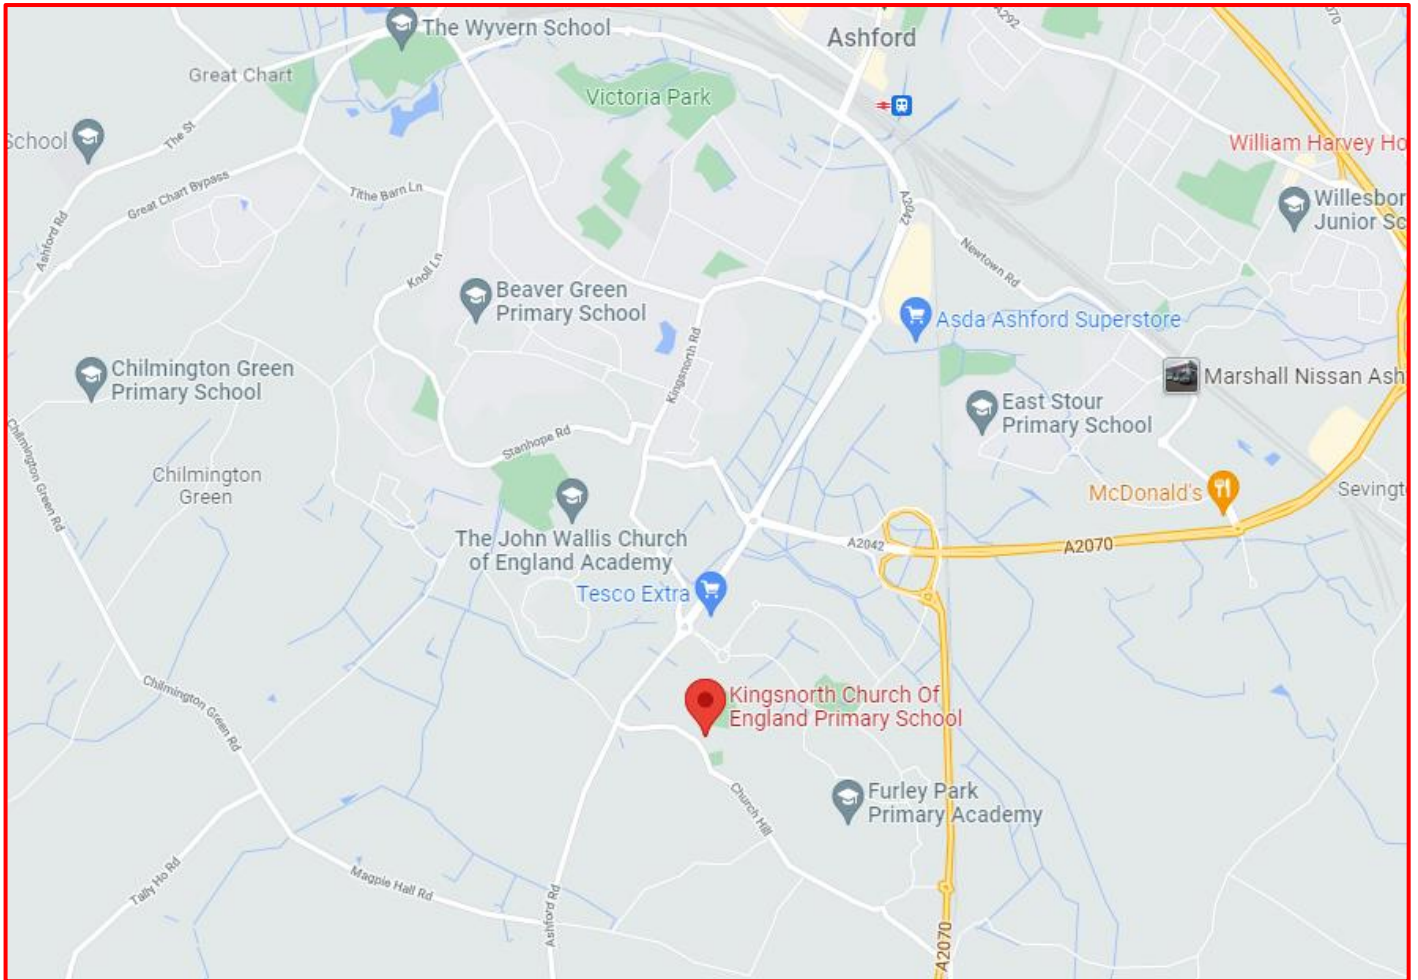 The Wyvern School
Ashford
A292
070
070
Great Chart
Victoria Park
School
The St
William Harvey Ho
Great Chart Bypass
Tithe Barn Ln
A2042
Willesbor
Junior Sc
Ashford Rd
Knoll Ln
Newtown Rd
Beaver Green
Primary School
Asda Ashford Superstore
Kingsnorth Rd
Chilmington Green
Primary School
Marshall Nissan Ash
East Stour
Primary School
Stanhope Rd
Chilmington Green Rd
Chilmington
Green
McDonald's
Sevingt
The John Wallis Church
of England Academy
A2042
A2070
Tesco Extra
Chilmington Green Rd
Kingsnorth Church Of
England Primary School
Furley Park
Primary Academy
Church Hill
Tally Ho Rd
Magpie Hall Rd
Ashford Rd
A2070